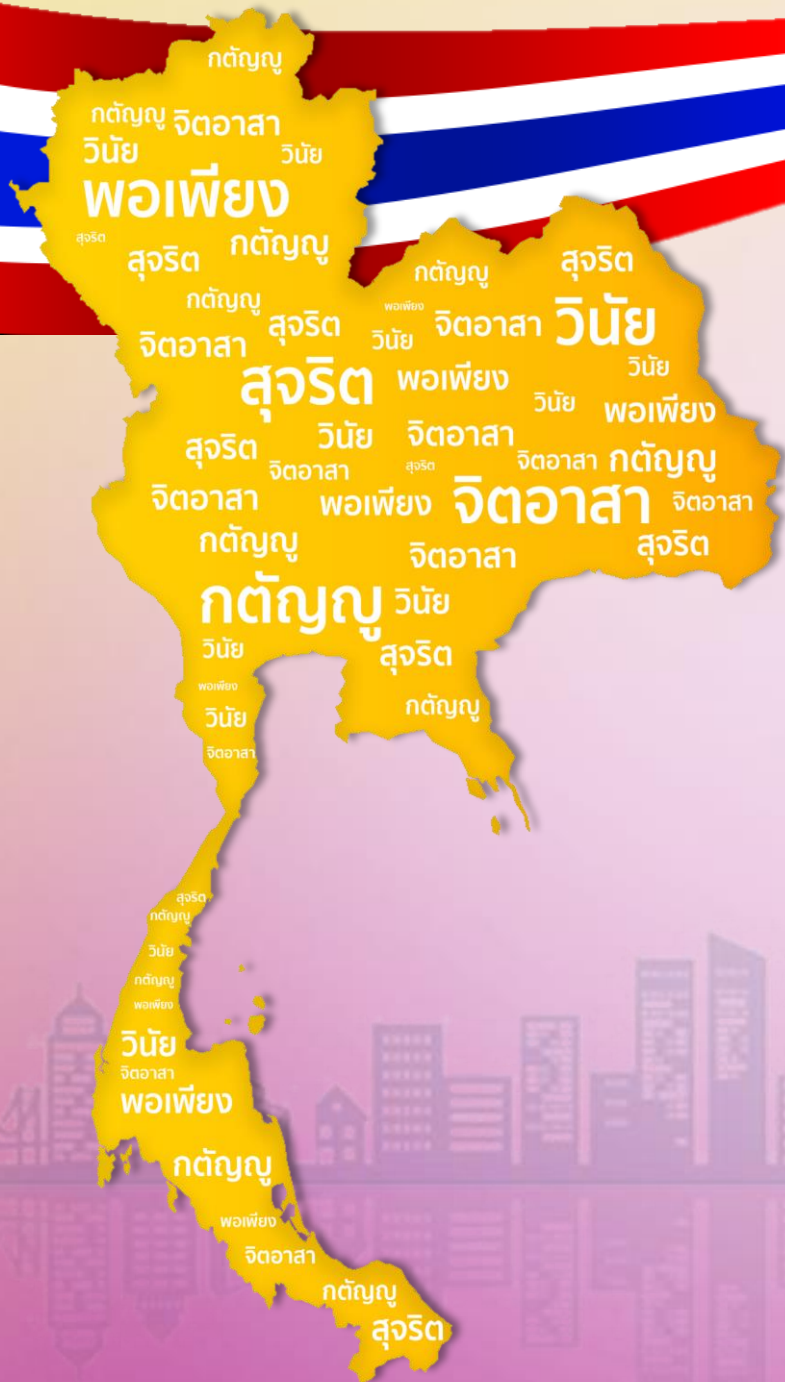 กตัญญู
กตัญญู จิตอาสา
วินัย วินัย
พอเพียง
สุจริต สุจริต กตัญญู
กตัญญู สุจริต
กตัญญู พอเพียง
สุจริต วินัย จิตอาสา วินัย
จิตอาสา วินัย
สุจริต พอเพียง
วินัย พอเพียง
สุจริต วินัย จิตอาสา
จิตอาสา สุจริต จิตอาสา กตัญญู
จิตอาสา พอเพียง จิตอาสา จิตอาสา
กตัญญู จิตอาสา สุจริต
กตัญญู วินัย
วินัย สุจริต
พอเพียง
วินัย กตัญญู
จิตอาสา
สุจริต
กตัญญู
วินัย
กตัญญู
พอเพียง
วินัย
จิตอาสา
พอเพียง
กตัญญู
พอเพียง
จิตอาสา
กตัญญู
สุจริต